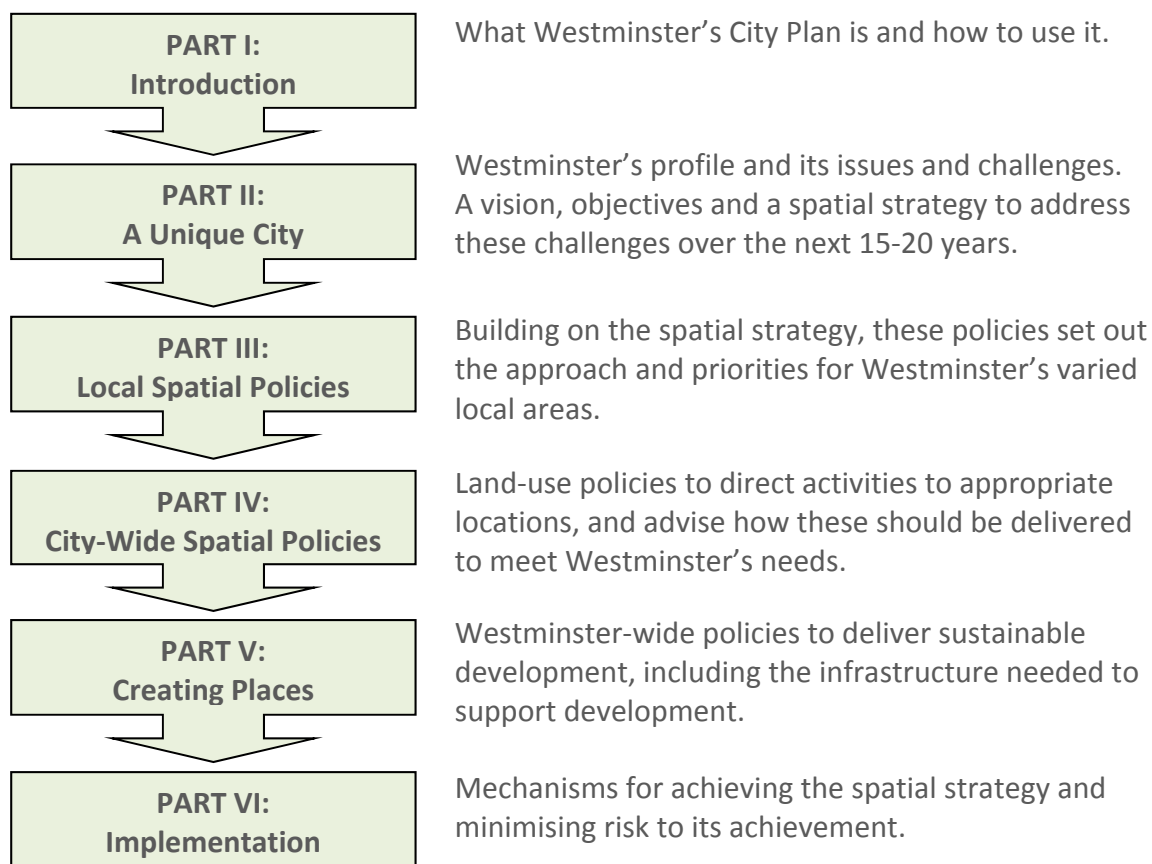 PART I:
Introduction
What Westminster’s City Plan is and how to use it.
PART II:
A Unique City
Westminster’s profile and its issues and challenges.
A vision, objectives and a spatial strategy to address
these challenges over the next 15-20 years.
PART III:
Local Spatial Policies
Building on the spatial strategy, these policies set out
the approach and priorities for Westminster’s varied
local areas.
PART IV:
City-Wide Spatial Policies
Land-use policies to direct activities to appropriate
locations, and advise how these should be delivered
to meet Westminster’s needs.
PART V:
Creating Places
Westminster-wide policies to deliver sustainable
development, including the infrastructure needed to
support development.
PART VI:
Implementation
Mechanisms for achieving the spatial strategy and
minimising risk to its achievement.